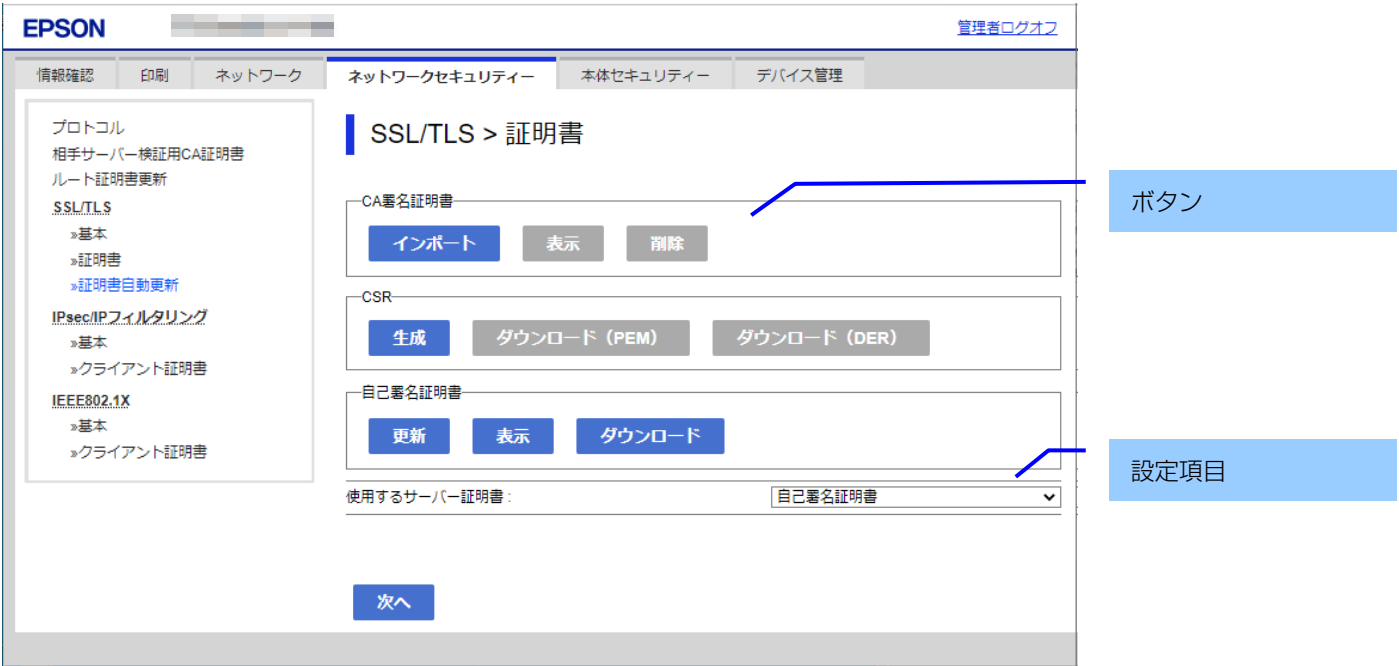 EPSON
管理者ログオフ
情報確認 印刷 ネットワーク ネットワークセキュリティー 本体セキュリティー デバイス管理
プロトコル
相手サーバー検証用CA証明書
ルート証明書更新
SSL/TLS
»基本
»証明書
»証明書自動更新
IPsec/IPフィルタリング
»基本
»クライアント証明書
IEEE802.1X
»基本
»クライアント証明書
SSL/TLS > 証明書
CA署名証明書
インポート 表示 削除
CSR
生成 ダウンロード（PEM） ダウンロード（DER）
自己署名証明書
更新 表示 ダウンロード
使用するサーバー証明書 : 自己署名証明書
次へ
ボタン
設定項目